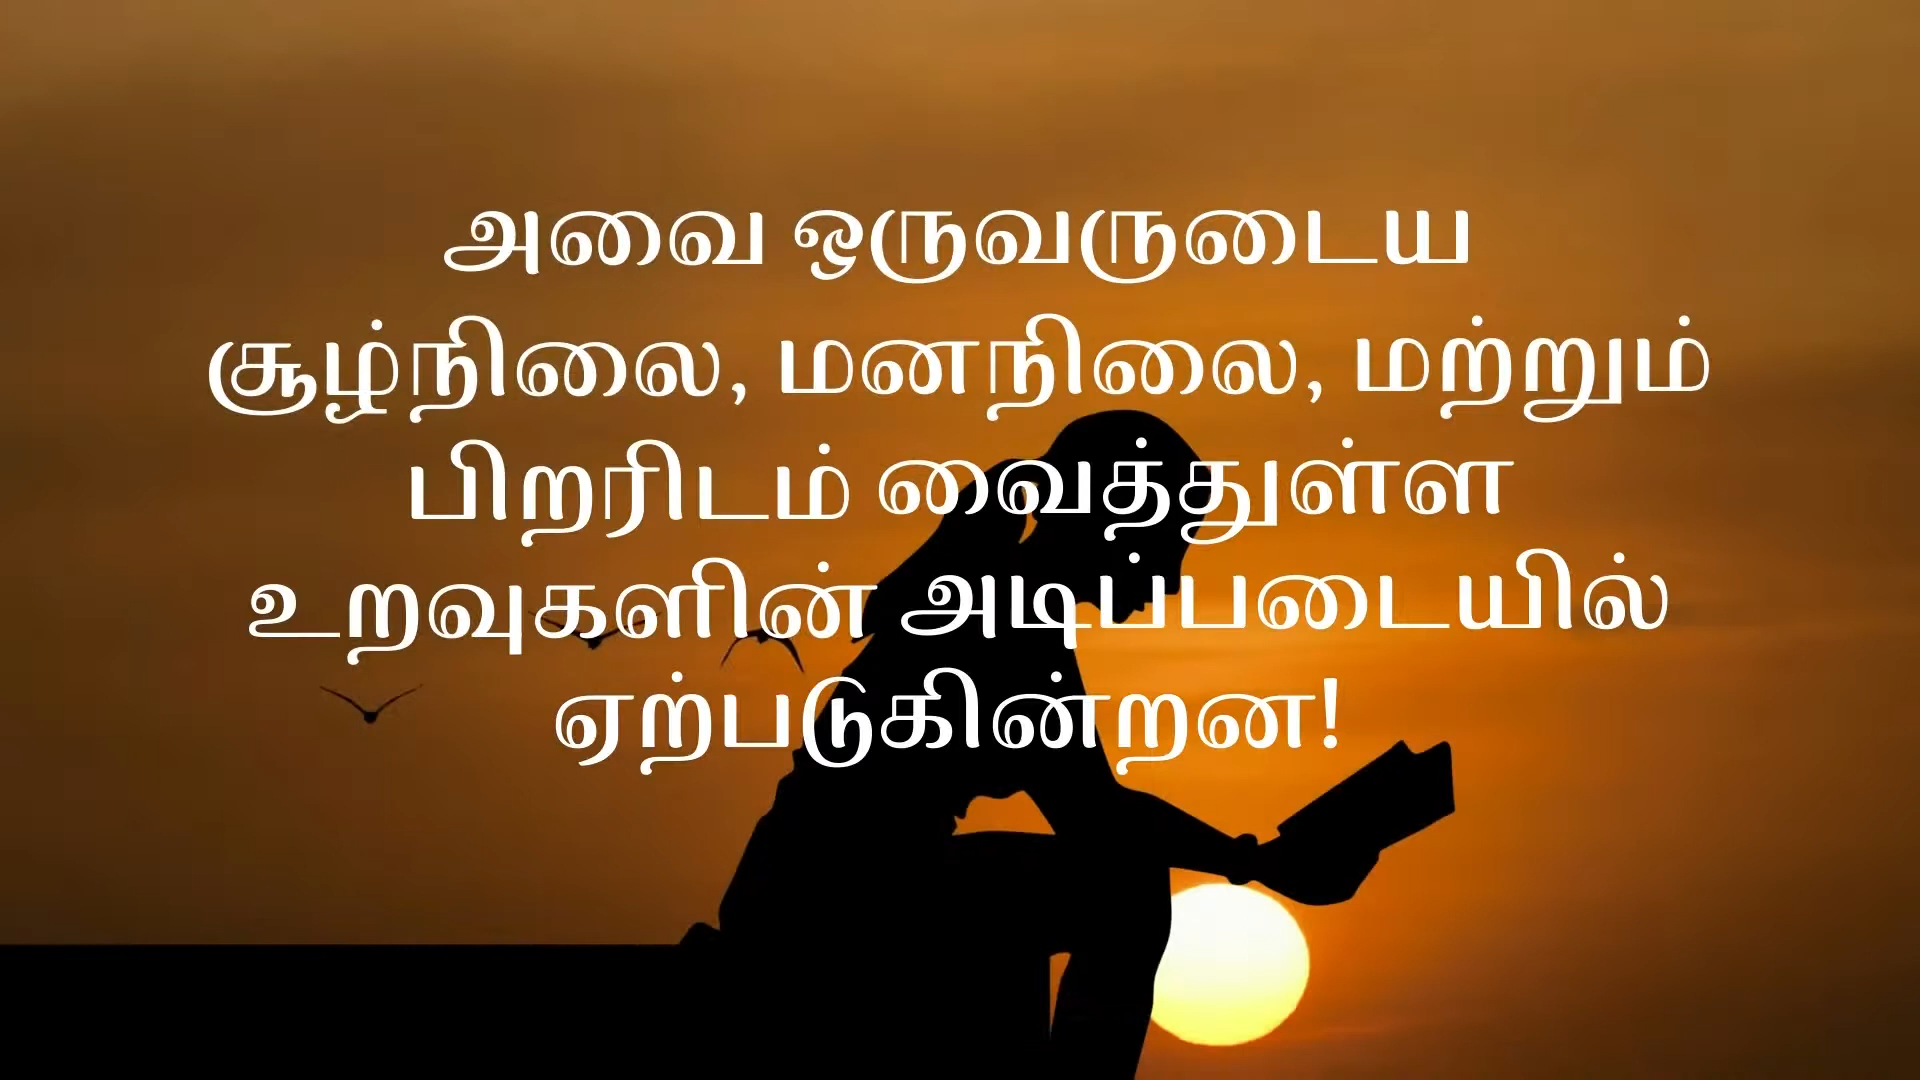 அவை ஒருவருடைய
சூழ்நிலை, மனநிலை, மற்றும்
பிறரிடம் வைத்துள்ள
உறவுகளின் அடிப்படையில்
ஏற்படுகின்றன!